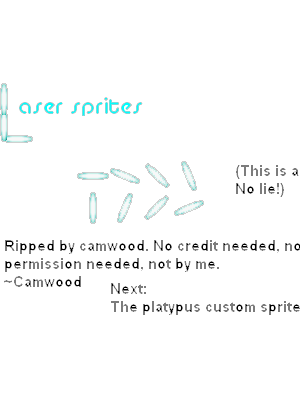 Laser sprites
(This is a
No lie!)
Ripped by camwood. No credit needed, no
permission needed, not by me.
~Camwood
Next:
The platypus custom sprite